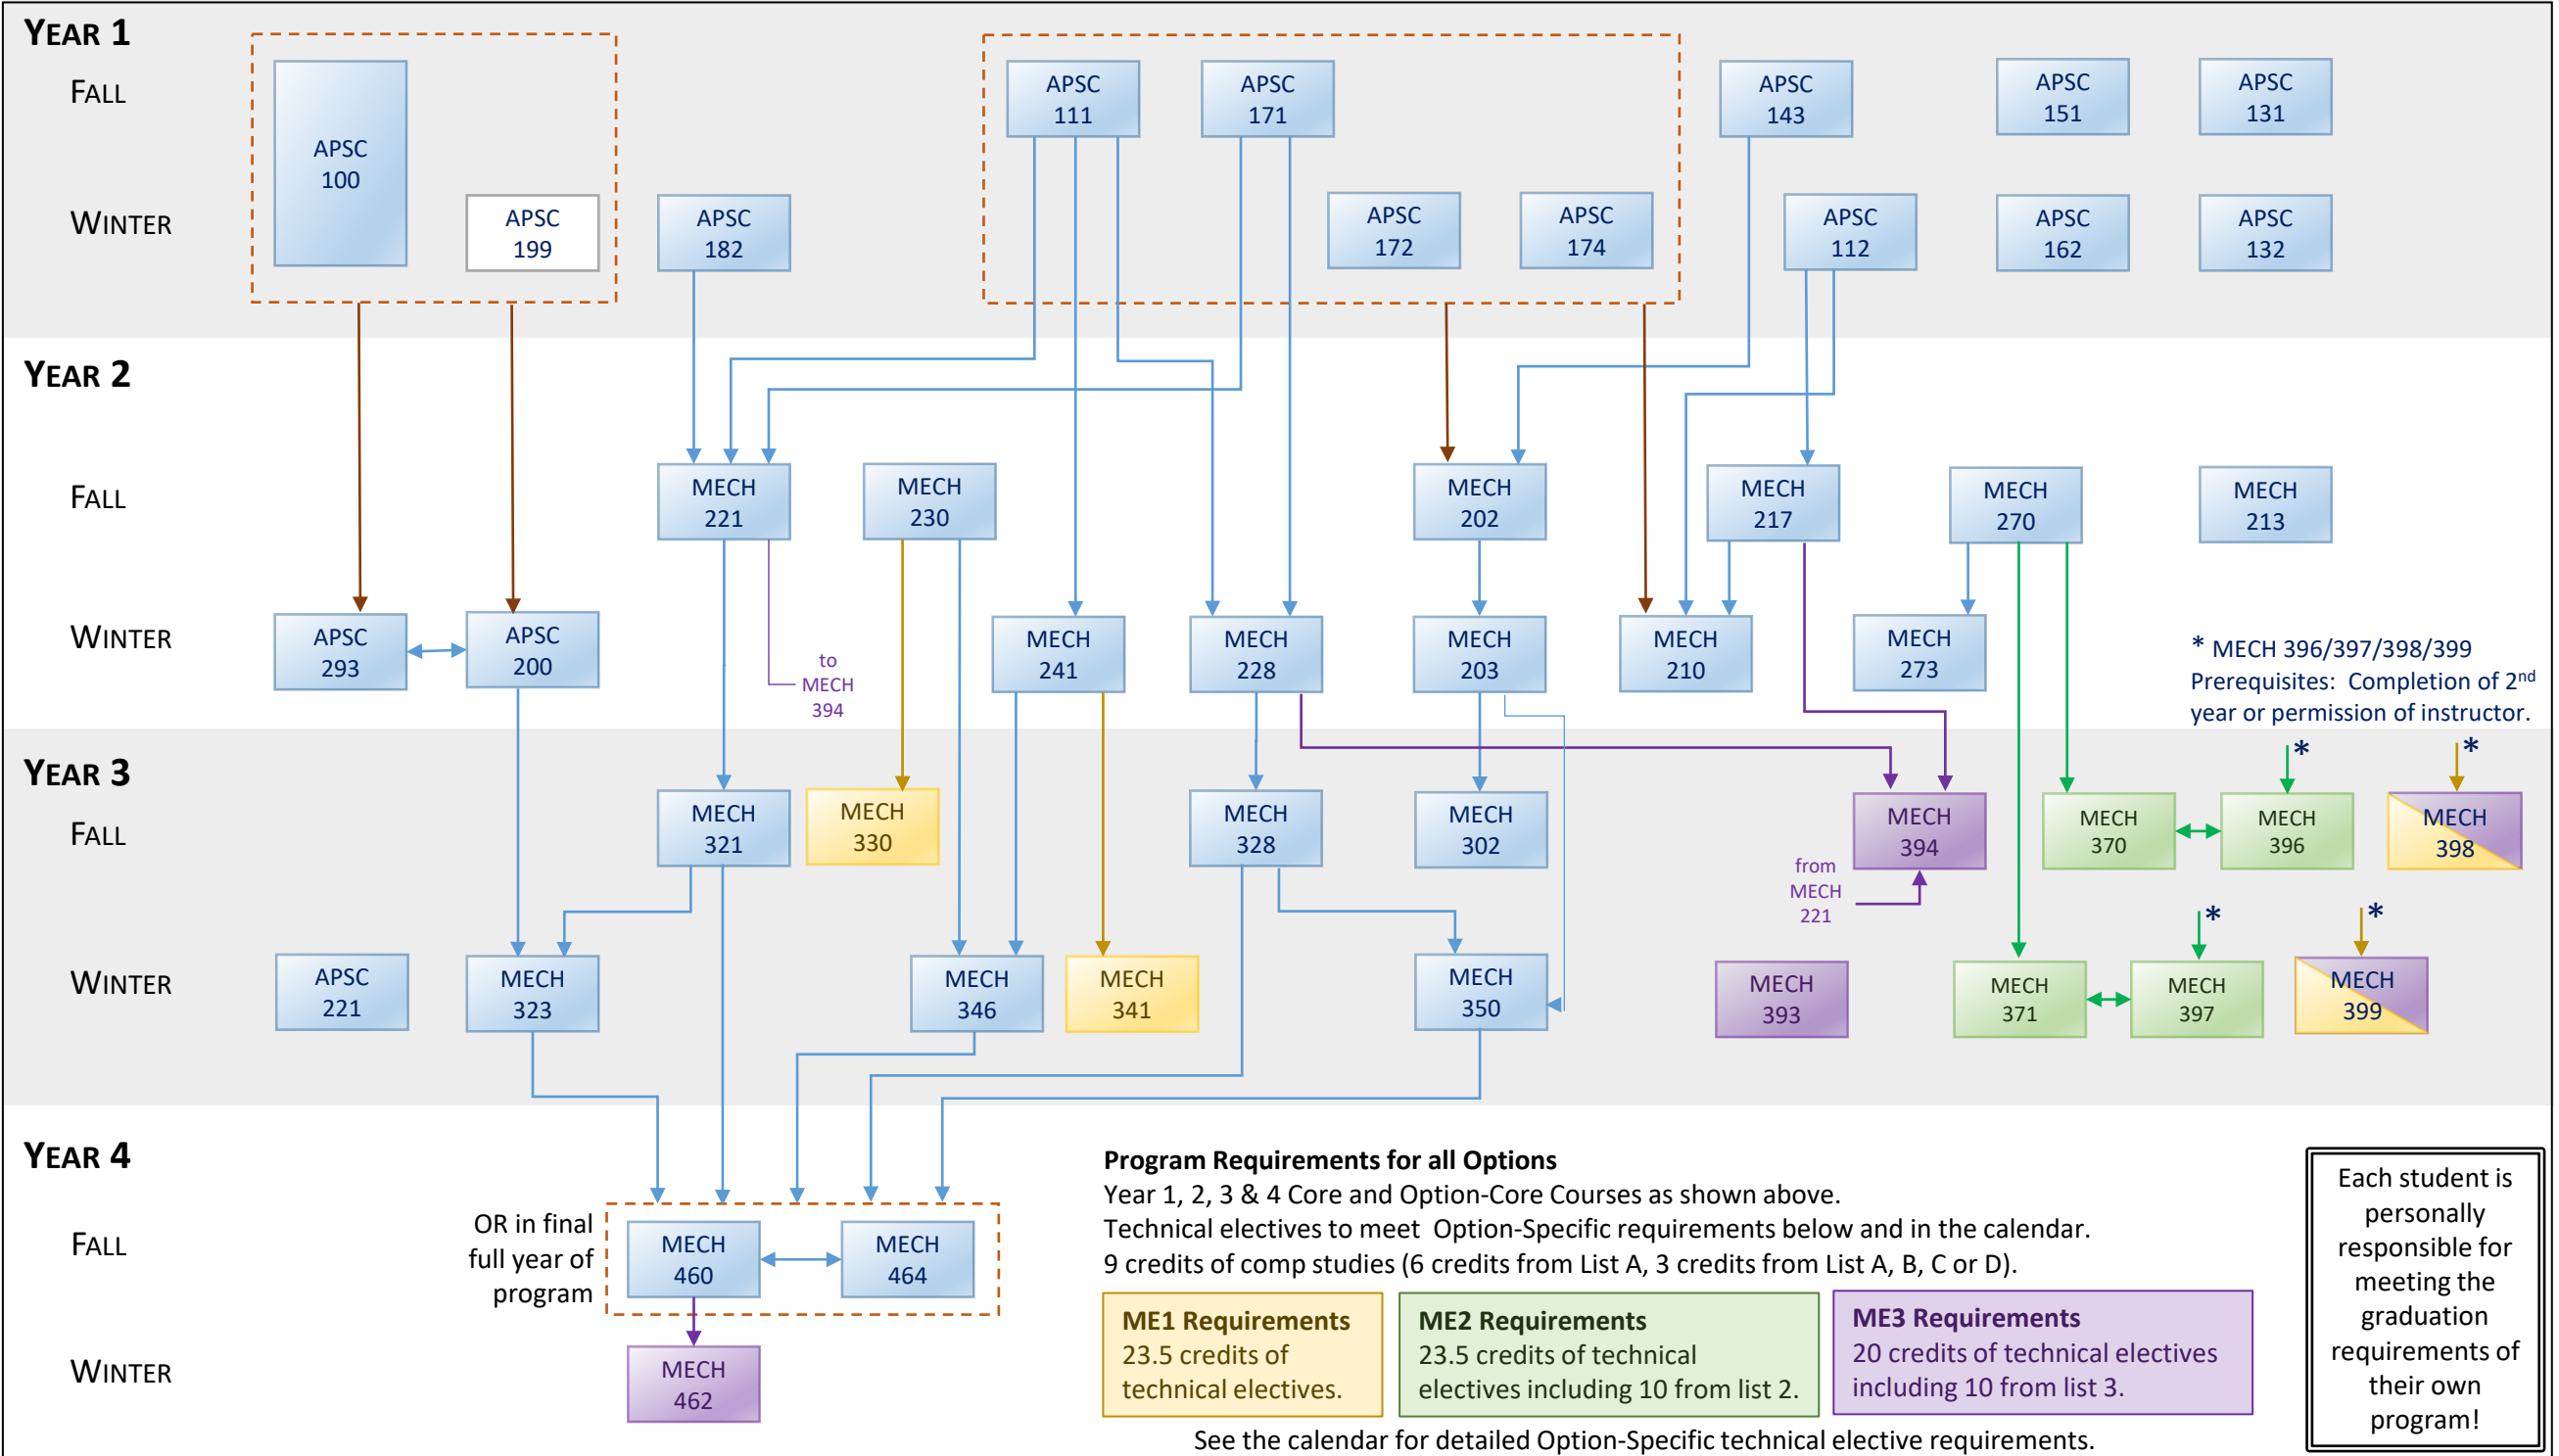 YEAR 1
FALL
APSC
100
APSC
111
APSC
171
APSC
143
APSC
151
APSC
131
WINTER
APSC
199
APSC
182
APSC
172
APSC
174
APSC
112
APSC
162
APSC
132
YEAR 2
FALL
MECH
221
MECH
230
MECH
202
MECH
217
MECH
270
MECH
213
WINTER
APSC
293
APSC
200
to
MECH
394
MECH
241
MECH
228
MECH
203
MECH
210
MECH
273
* MECH 396/397/398/399
Prerequisites: Completion of 2nd
year or permission of instructor.
YEAR 3
FALL
MECH
321
MECH
330
MECH
328
MECH
302
MECH
394
from
MECH
221
MECH
370
*
MECH
396
*
MECH
398
WINTER
APSC
221
MECH
323
MECH
346
MECH
341
MECH
350
MECH
393
MECH
371
*
MECH
397
*
MECH
399
YEAR 4
FALL
OR in final
full year of
program
MECH
460
MECH
464
WINTER
MECH
462
Program Requirements for all Options
Year 1, 2, 3 & 4 Core and Option-Core Courses as shown above.
Technical electives to meet Option-Specific requirements below and in the calendar.
9 credits of comp studies (6 credits from List A, 3 credits from List A, B, C or D).
ME1 Requirements
23.5 credits of
technical electives.
ME2 Requirements
23.5 credits of technical
electives including 10 from list 2.
ME3 Requirements
20 credits of technical electives
including 10 from list 3.
See the calendar for detailed Option-Specific technical elective requirements.
Each student is
personally
responsible for
meeting the
graduation
requirements of
their own
program!